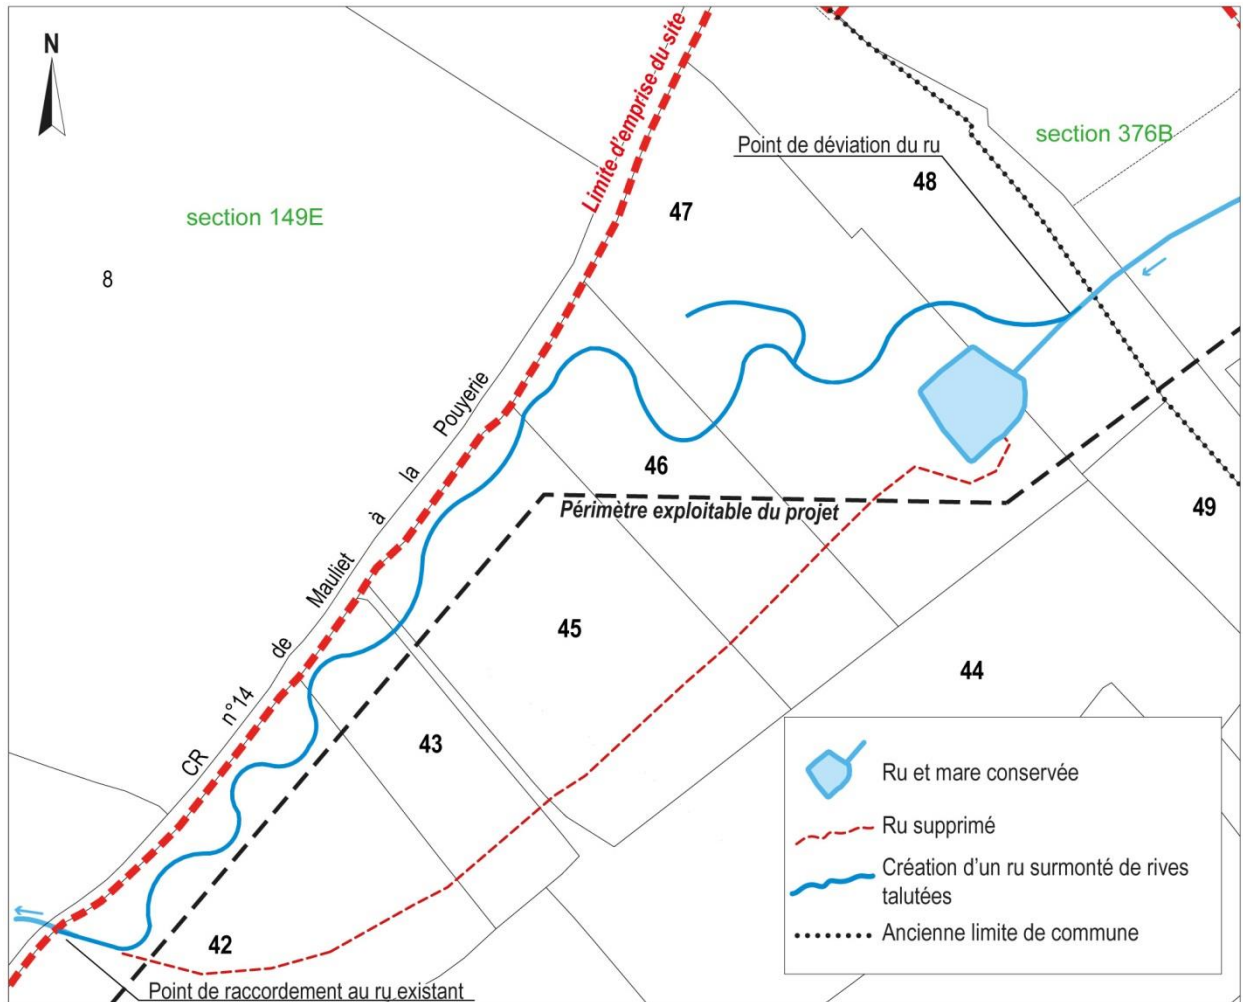 N
Limite d'emprise du site
section 376B
Point de déviation du ru
48
47
section 149E
8
CR n°14 de Mauliet à la Pouyerie
46
Périmètre exploitable du projet
49
45
44
43
42
Ru et mare conservée
Ru supprimé
Création d'un ru surmonté de rives
talutées
Ancienne limite de commune
Point de raccordement au ru existant